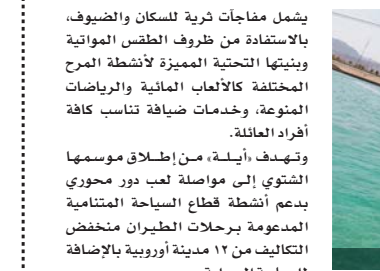 يشمل مفاجآت ثرية للسكان والضيوف،
بالاستفادة من ظروف الطقس المواتية
وبنيتها التحتية المميزة لأنشطة المرح
المختلفة كالألعاب المائية والرياضات
المنوعة، وخدمات ضيافة تناسب كافة
أفراد العائلة.
وتهدف «أيلة» من إطلاق موسمها
الشتوي إلى مواصلة لعب دور محوري
بدعم أنشطة قطاع السياحة المتنامية
المدعومة برحلات الطيران منخفض
التكاليف من ١٢ مدينة أوروبية بالإضافة